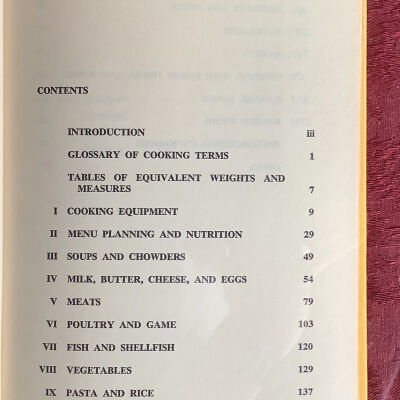 CONTENTS
INTRODUCTION iii
GLOSSARY OF COOKING TERMS 1
TABLES OF EQUIVALENT WEIGHTS AND
MEASURES 7
I COOKING EQUIPMENT 9
II MENU PLANNING AND NUTRITION 29
III SOUPS AND CHOWDERS 49
IV MILK, BUTTER, CHEESE, AND EGGS 54
V MEATS 79
VI POULTRY AND GAME 103
VII FISH AND SHELLFISH 120
VIII VEGETABLES 129
IX PASTA AND RICE 137